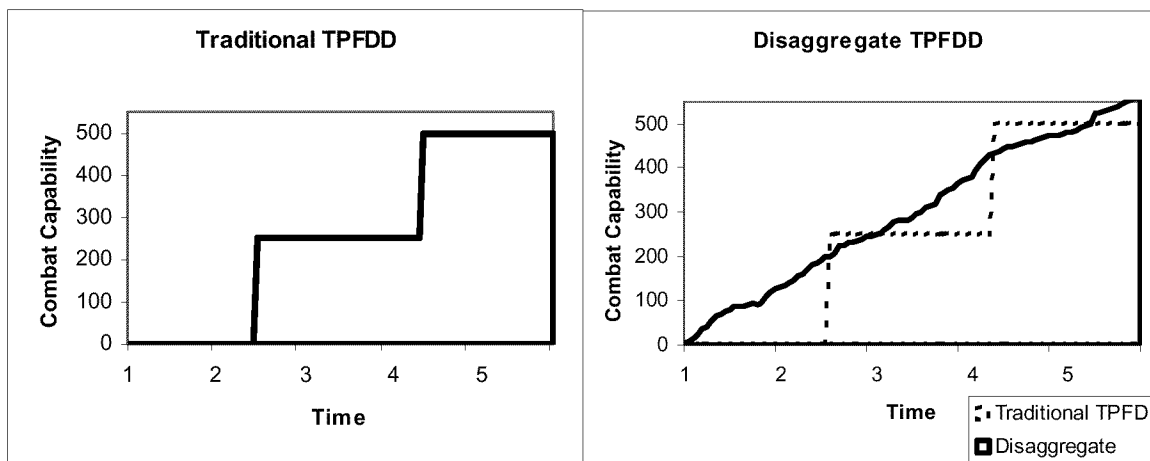 Traditional TPFDD
Combat Capability
500
400
300
200
100
0
1 2 3 4 5
Time
Disaggregate TPFDD
Combat Capability
500
400
300
200
100
0
1 2 3 4 5
Time
Traditional TPFD
Disaggregate